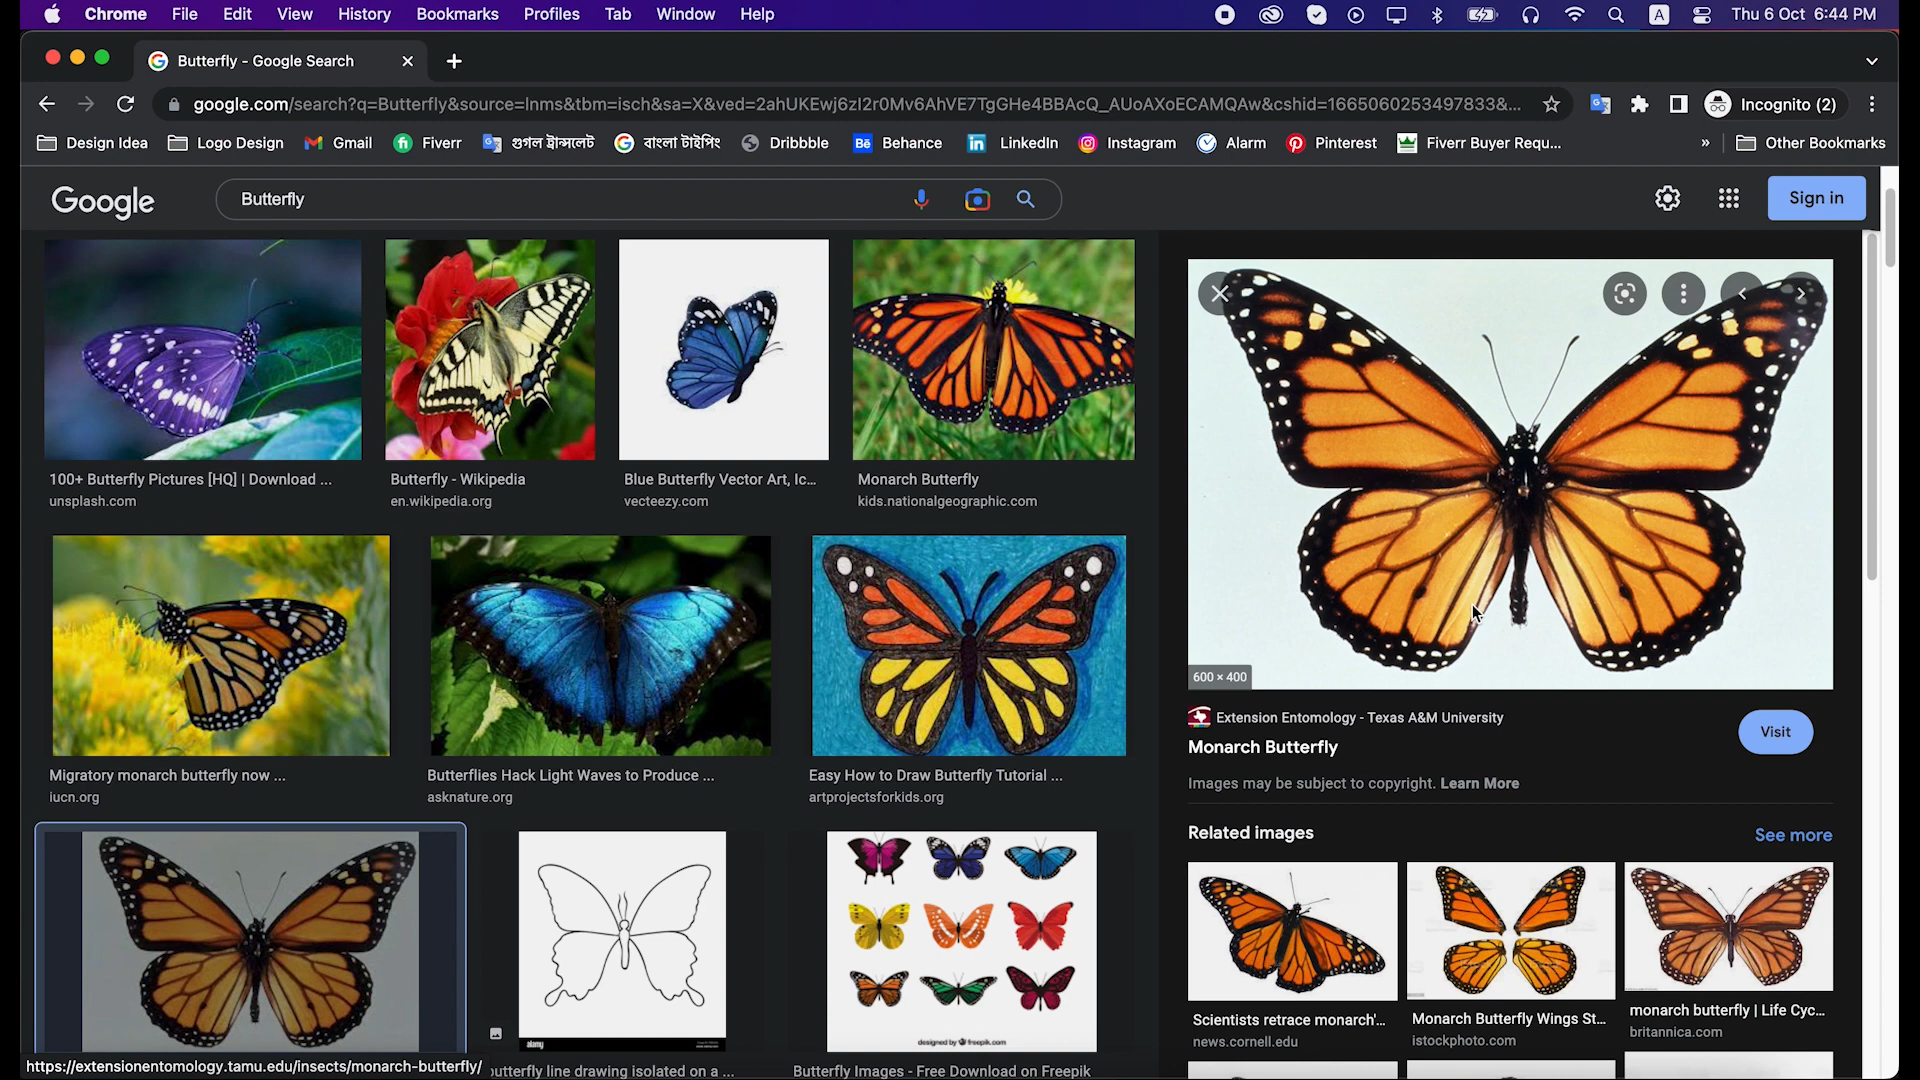 Chrome File Edit View History Bookmarks Profiles Tab Window Help
A Thu 6 Oct 6:44 PM
Butterfly - Google Search
google.com/search?q=Butterfly&source=lnms&tbm=isch&sa=X&ved=2ahUKEwj6zI2r0Mv6AhVE7TgGHe4BBAcQ_AUoAXoECAMQAw&cshid=1665060253497833&...
Incognito (2)
Design Idea Logo Design Gmail Fiverr গুগল ট্রান্সলেট বাংলা টাইপিং Dribbble Behance LinkedIn Instagram Alarm Pinterest Fiverr Buyer Requ... » Other Bookmarks
Google
Butterfly
Sign in
100+ Butterfly Pictures [HQ] | Download ...
unsplash.com
Butterfly - Wikipedia
en.wikipedia.org
Blue Butterfly Vector Art, Ic...
vecteezy.com
Monarch Butterfly
kids.nationalgeographic.com
Migratory monarch butterfly now ...
iucn.org
Butterflies Hack Light Waves to Produce ...
asknature.org
Easy How to Draw Butterfly Tutorial ...
artprojectsforkids.org
alamy
designed by freepik.com
https://extensionentomology.tamu.edu/insects/monarch-butterfly/
utterfly line drawing isolated on a ...
Butterfly Images - Free Download on Freepik
600 × 400
Extension Entomology - Texas A&M University
Monarch Butterfly
Visit
Images may be subject to copyright. Learn More
Related images
See more
Scientists retrace monarch'...
news.cornell.edu
Monarch Butterfly Wings St...
istockphoto.com
monarch butterfly | Life Cyc...
britannica.com